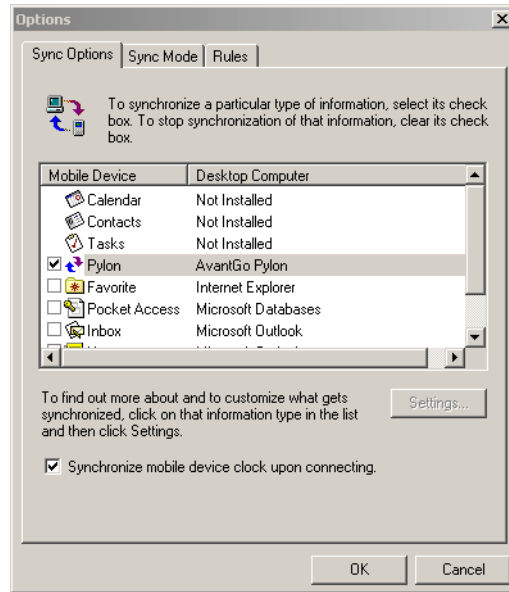 Options
Sync Options Sync Mode Rules
To synchronize a particular type of information, select its check
box. To stop synchronization of that information, clear its check
box.
Mobile Device Desktop Computer
Calendar Not Installed
Contacts Not Installed
Tasks Not Installed
Pylon AvantGo Pylon
Favorite Internet Explorer
Pocket Access Microsoft Databases
Inbox Microsoft Outlook
To find out more about and to customize what gets
synchronized, click on that information type in the list
and then click Settings.
Settings...
Synchronize mobile device clock upon connecting.
OK Cancel